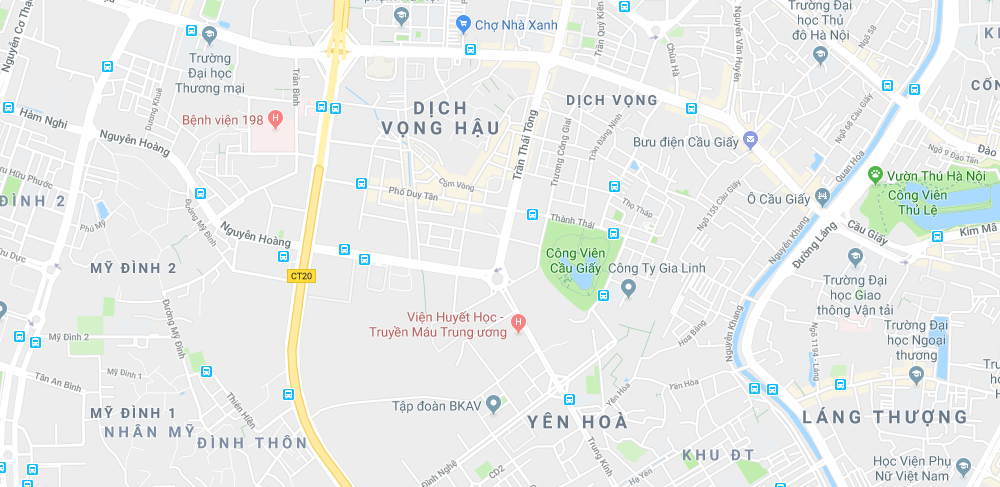 Trường Đại
học Thủ
đô Hà Nội
Chợ Nhà Xanh
Trần Quý Kiên
Nguyễn Văn Huyên
Chùa Hà
Ngõ 58
Nguyễn Cơ Thạch
Trường
Đại học
Thương mại
Trần Bình
Dương Khuê
Hàm Nghi
Nguyễn Hoàng
Bệnh viện 198
DỊCH
VỌNG HẬU
DỊCH VỌNG
Trần Thái Tông
Trương Công Giai
Trần Đăng Ninh
Ngõ 68 Cầu Giấy
Bưu điện Cầu Giấy
Quan Hoa
Ngõ 9 Đào Tấn
Đào
Vườn Thú Hà Nội
Công Viên
Thủ Lệ
Cốm Vòng
Phố Duy Tân
Thọ Tháp
Ngõ 155 Cầu Giấy
Ô Cầu Giấy
Thành Thái
Nguyễn Khang
Đường Láng
Cầu Giấy
Kim Mã
Hữu Phước
ĐÌNH 2
Phú Mỹ
Đường Mỹ Đình
Nguyễn Hoàng
MỸ ĐÌNH 2
CT20
Công Viên
Cầu Giấy
Công Ty Gia Linh
Trường Đại
học Giao
thông Vận tải
Viện Huyết Học -
Truyền Máu Trung ương
Hoa Bằng
Nguyễn Khang
Ngõ 1194 - Láng
Trường Đại
học Ngoại
thương
Mỹ Đình 2
Đường Mỹ Đình
Tân An Bình
Mỹ Đình 1
Thiên Hiền
MỸ ĐÌNH 1
NHÂN MỸ
ĐÌNH THÔN
Tập đoàn BKAV
Yên Hòa
Yên Hòa
YÊN HOÀ
LÁNG THƯỢNG
Trung Kính
KHU ĐT
Đình Nghệ
CD2
Hạ Yên
Học Viện Phụ
Nữ Việt Nam